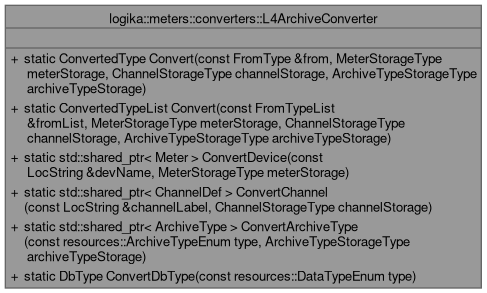 logika::meters::converters::L4ArchiveConverter
+ static ConvertedType Convert(const FromType &from, MeterStorageType
meterStorage, ChannelStorageType channelStorage, ArchiveTypeStorageType
archiveTypeStorage)
+ static ConvertedTypeList Convert(const FromTypeList
&fromList, MeterStorageType meterStorage, ChannelStorageType
channelStorage, ArchiveTypeStorageType archiveTypeStorage)
+ static std::shared_ptr< Meter > ConvertDevice(const
LocString &devName, MeterStorageType meterStorage)
+ static std::shared_ptr< ChannelDef > ConvertChannel
(const LocString &channelLabel, ChannelStorageType channelStorage)
+ static std::shared_ptr< ArchiveType > ConvertArchiveType
(const resources::ArchiveTypeEnum type, ArchiveTypeStorageType
archiveTypeStorage)
+ static DbType ConvertDbType(const resources::DataTypeEnum type)